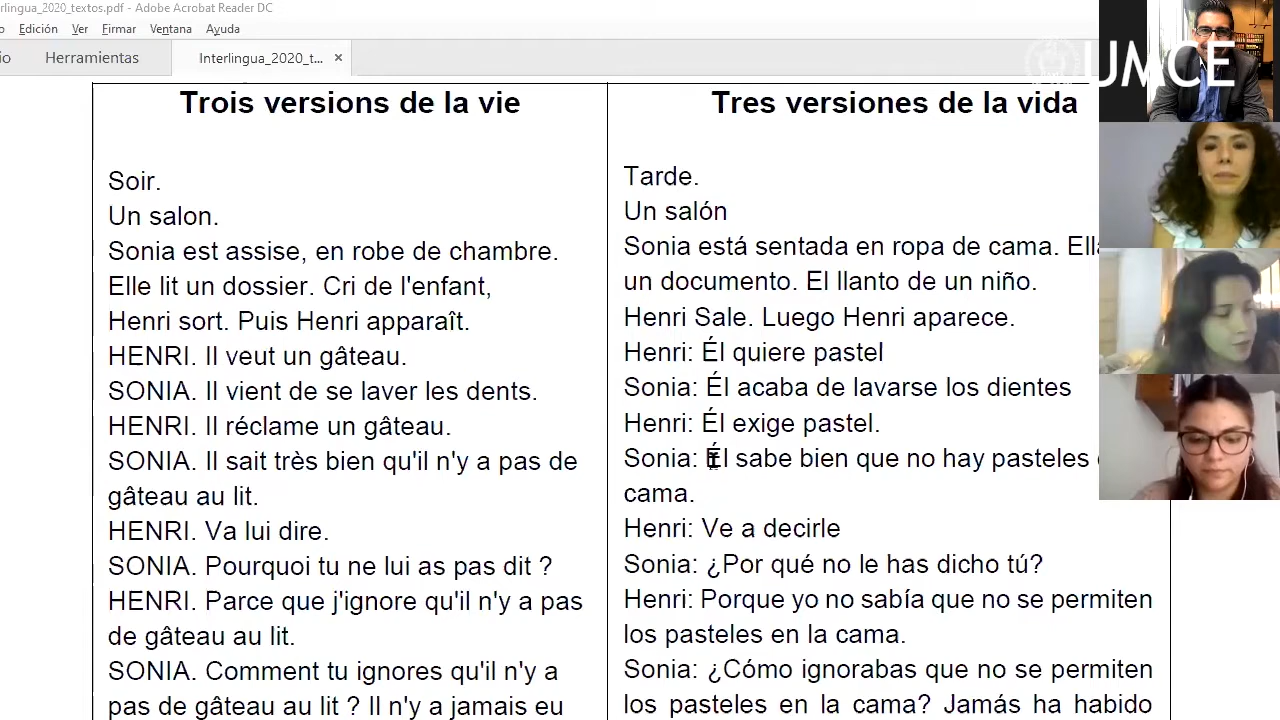 rlingua_2020_textos.pdf - Adobe Acrobat Reader DC
Edición Ver Firmar Ventana Ayuda
Herramientas Interlingua_2020_t... ×
UMCE
Trois versions de la vie
Soir.
Un salon.
Sonia est assise, en robe de chambre.
Elle lit un dossier. Cri de l'enfant,
Henri sort. Puis Henri apparaît.
HENRI. Il veut un gâteau.
SONIA. Il vient de se laver les dents.
HENRI. Il réclame un gâteau.
SONIA. Il sait très bien qu'il n'y a pas de
gâteau au lit.
HENRI. Va lui dire.
SONIA. Pourquoi tu ne lui as pas dit ?
HENRI. Parce que j'ignore qu'il n'y a pas
de gâteau au lit.
SONIA. Comment tu ignores qu'il n'y a
pas de gâteau au lit ? Il n'y a jamais eu
Tres versiones de la vida
Tarde.
Un salón
Sonia está sentada en ropa de cama. Ell
un documento. El llanto de un niño.
Henri Sale. Luego Henri aparece.
Henri: Él quiere pastel
Sonia: Él acaba de lavarse los dientes
Henri: Él exige pastel.
Sonia: Él sabe bien que no hay pasteles
cama.
Henri: Ve a decirle
Sonia: ¿Por qué no le has dicho tú?
Henri: Porque yo no sabía que no se permiten
los pasteles en la cama.
Sonia: ¿Cómo ignorabas que no se permiten
los pasteles en la cama? Jamás ha habido